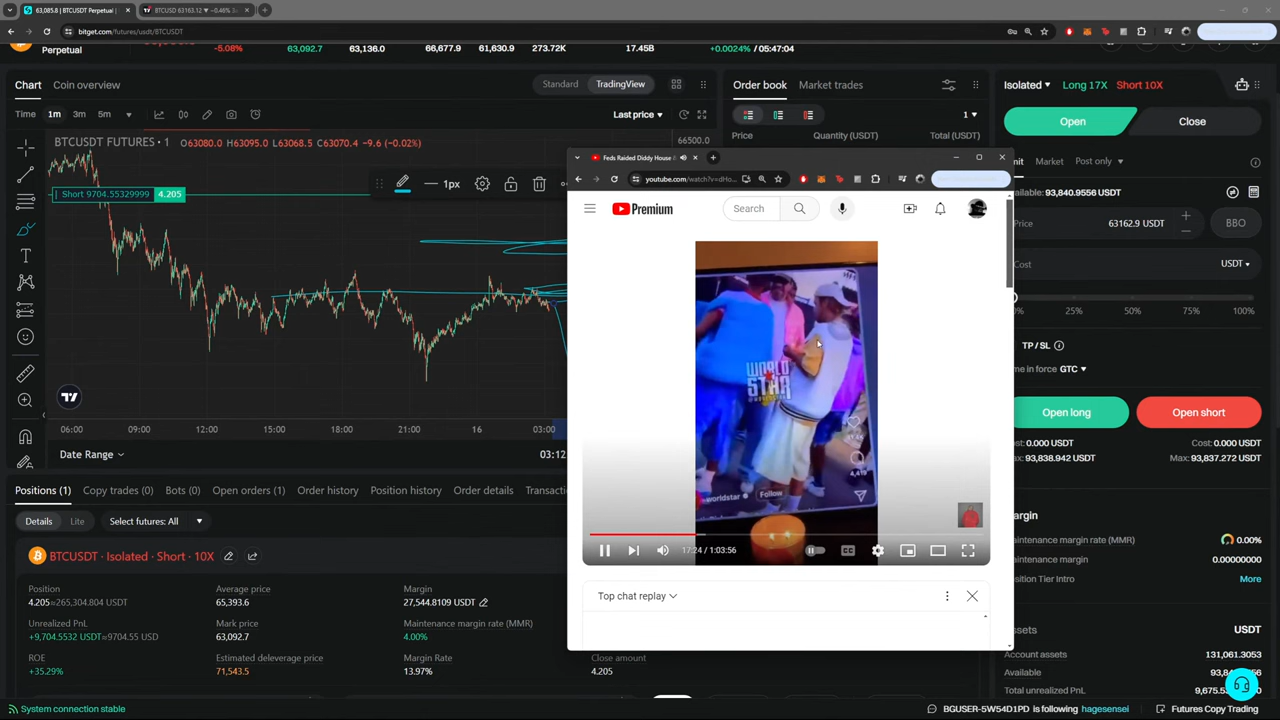 63,085.8 | BTCUSDT Perpetual |
BTCUSD 63163.12 ▼ −0.46%
bitget.com/futures/usdt/BTCUSDT
Perpetual
-5.08%
63,092.7
63,136.0
66,677.9
61,630.9
273.72K
17.45B
+0.0024% / 05:47:04
Chart
Coin overview
Standard
TradingView
Order book
Market trades
Isolated
Long 17X
Short 10X
Time
1m
3m
5m
Last price
1
Open
Close
BTCUSDT FUTURES • 1 O63080.0 H63095.0 L63068.5 C63070.4 -9.6 (-0.02%)
66500.0
Price
Quantity (USDT)
Total (USDT)
Short 9704.55329999
4.205
1px
Feds Raided Diddy House
youtube.com/watch?v=dHo...
Premium
Search
Market
Post only
93,840.9556 USDT
63162.9 USDT
BBO
USDT
25%
50%
75%
100%
TP / SL
GTC
WORLD
STAR
worldstar
Follow
4,419
17:24 / 1:03:56
CC
Open long
Open short
0.000 USDT
Cost: 0.000 USDT
93,838.942 USDT
Max: 93,837.272 USDT
06:00
09:00
12:00
15:00
18:00
21:00
16
03:00
Date Range
03:12
Positions (1)
Copy trades (0)
Bots (0)
Open orders (1)
Order history
Position history
Order details
Details
Lite
Select futures: All
BTCUSDT · Isolated · Short · 10X
Position
4.205≈265,304.804 USDT
Average price
65,393.6
Margin
27,544.8109 USDT
Unrealized PnL
+9,704.5532 USDT≈9704.55 USD
Mark price
63,092.7
Maintenance margin rate (MMR)
4.00%
ROE
+35.29%
Estimated deleverage price
71,543.5
Margin Rate
13.97%
Close amount
4.205
Top chat replay
0.00%
Maintenance margin
0.00000000
Position Tier Intro
More
USDT
Account assets
131,061.3053
Available
Total unrealized PnL
System connection stable
BGUSER-5W54D1PD is following hagesensei
Futures Copy Trading